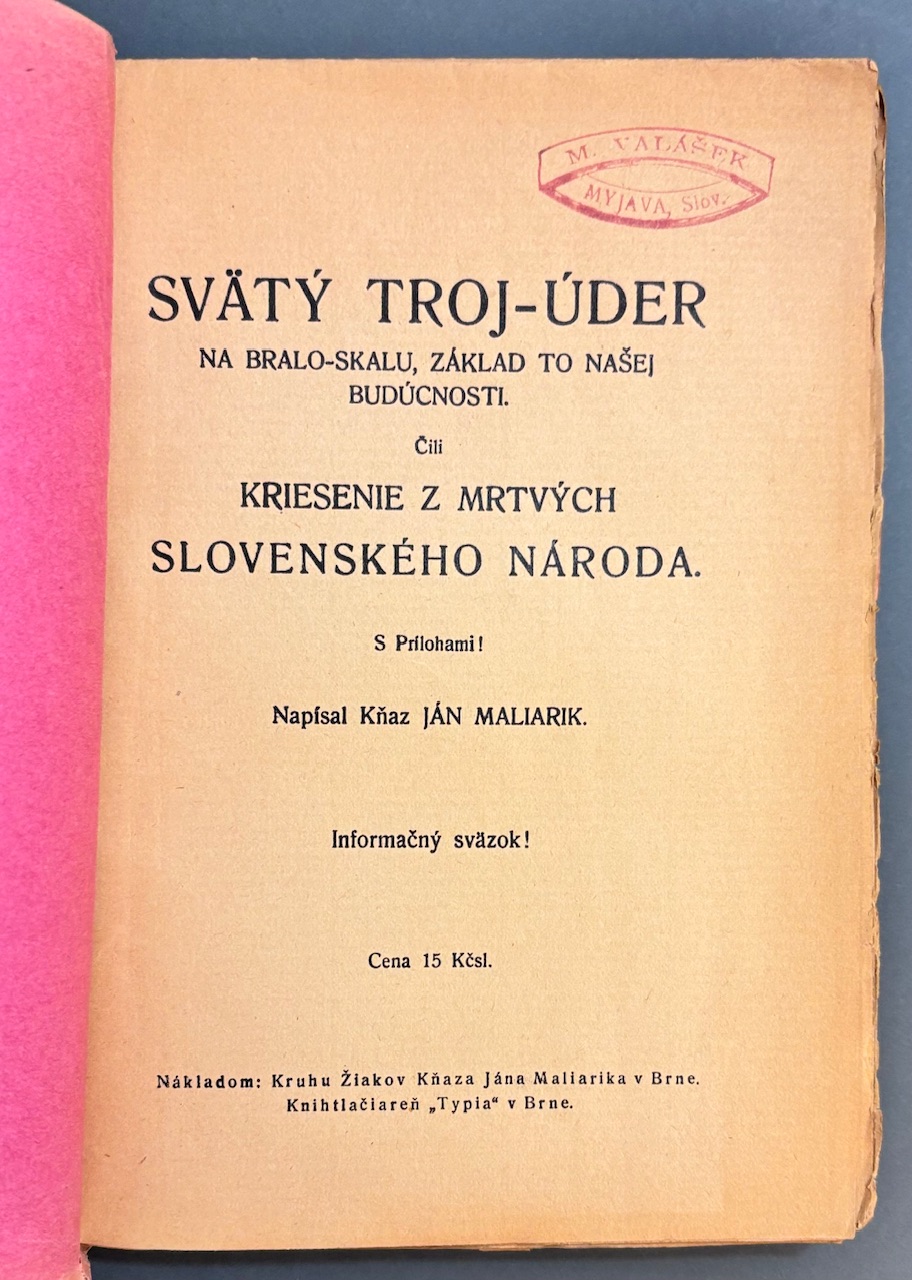 M. VALÁŠEK
MYJAVA, Slov.
SVÄTÝ TROJ-ÚDER
NA BRALO-SKALU, ZÁKLAD TO NAŠEJ
BUDÚCNOSTI.
Čili
KRIESENIE Z MRTVÝCH
SLOVENSKÉHO NÁRODA.
S Prílohami!
Napísal Kňaz JÁN MALIARIK.
Informačný sväzok!
Cena 15 Kčsl.
Nákladom: Kruhu Žiakov Kňaza Jána Maliarika v Brne.
Knihtlačiareň „Typia“ v Brne.